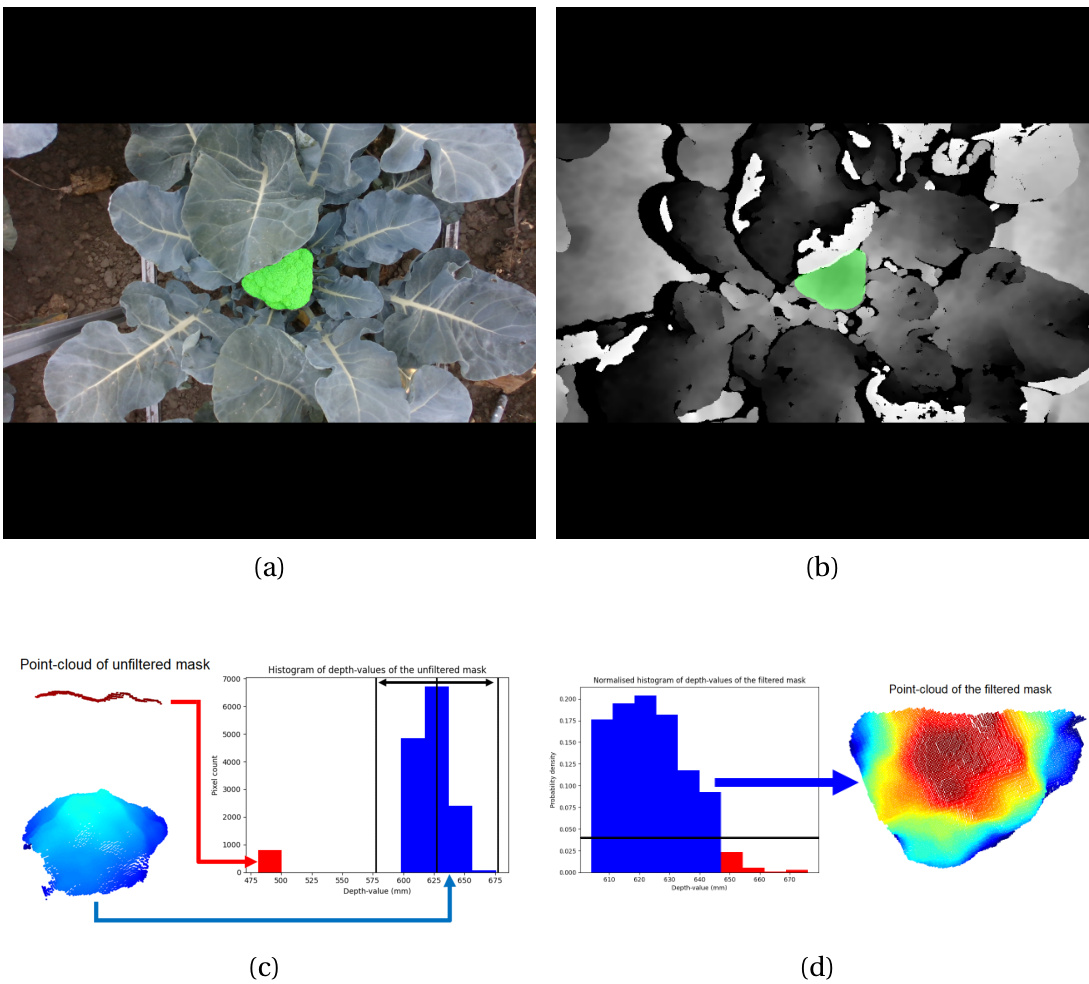 (a)
(b)
Point-cloud of unfiltered mask
Histogram of depth-values of the unfiltered mask
7000
6000
5000
4000
3000
2000
1000
0
Pixel count
475 500 525 550 575 600 625 650 675
Depth-value (mm)
(c)
Normalised histogram of depth-values of the filtered mask
0.200
0.175
0.150
0.125
0.100
0.075
0.050
0.025
0.000
Probability density
610 620 630 640 650 660 670
Depth-value (mm)
Point-cloud of the filtered mask
(d)